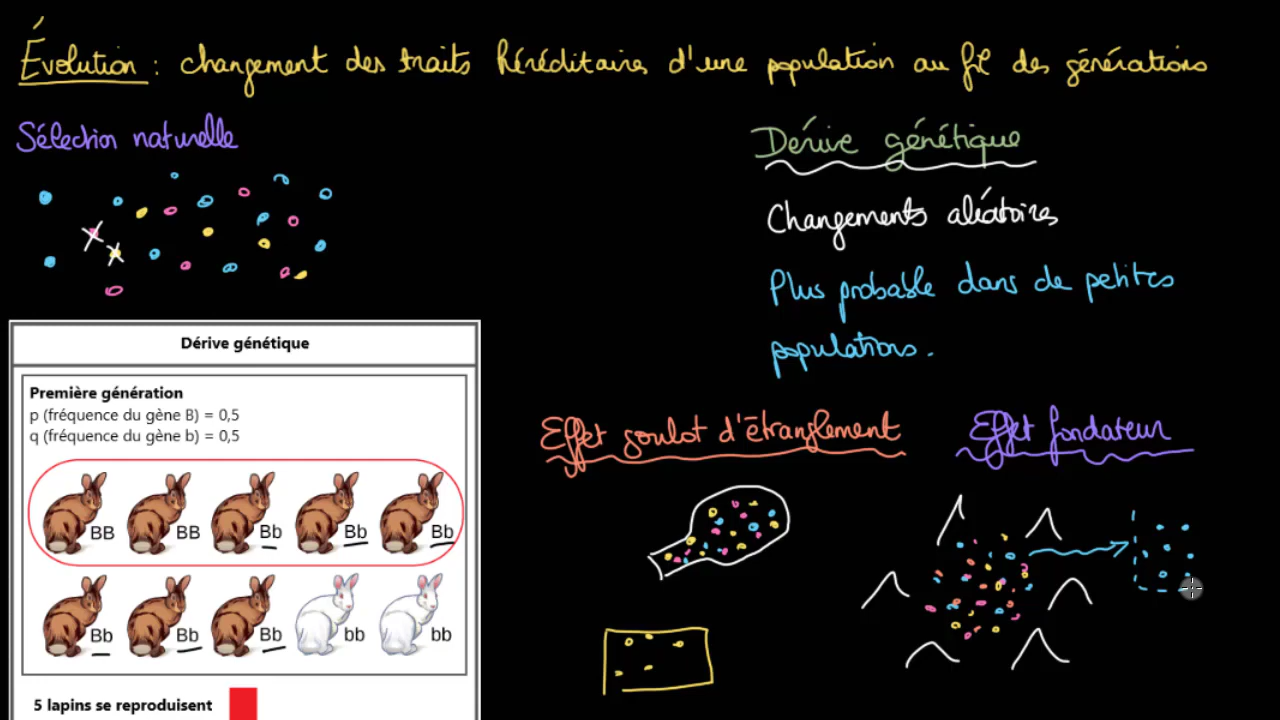 Évolution : changement des traits héréditaires d'une population au fil des générations
Sélection naturelle
Dérive génétique
Changements aléatoires
Plus probable dans de petites
populations.
Effet goulot d'étranglement
Effet fondateur
Dérive génétique
Première génération
p (fréquence du gène B) = 0,5
q (fréquence du gène b) = 0,5
BB BB Bb Bb Bb
Bb Bb Bb bb bb
5 lapins se reproduisent